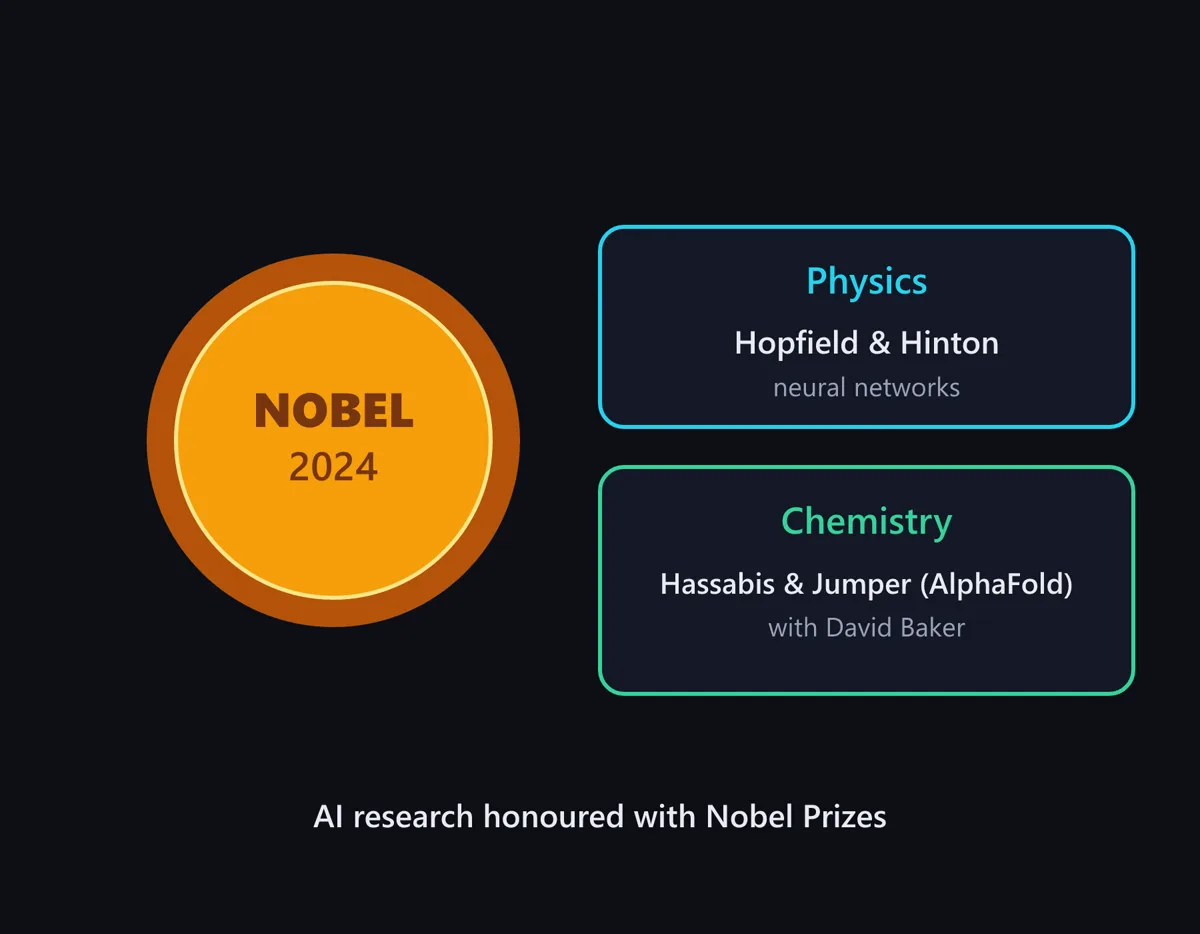 NOBEL
2024
Physics
Hopfield & Hinton
neural networks
Chemistry
Hassabis & Jumper (AlphaFold)
with David Baker
AI research honoured with Nobel Prizes